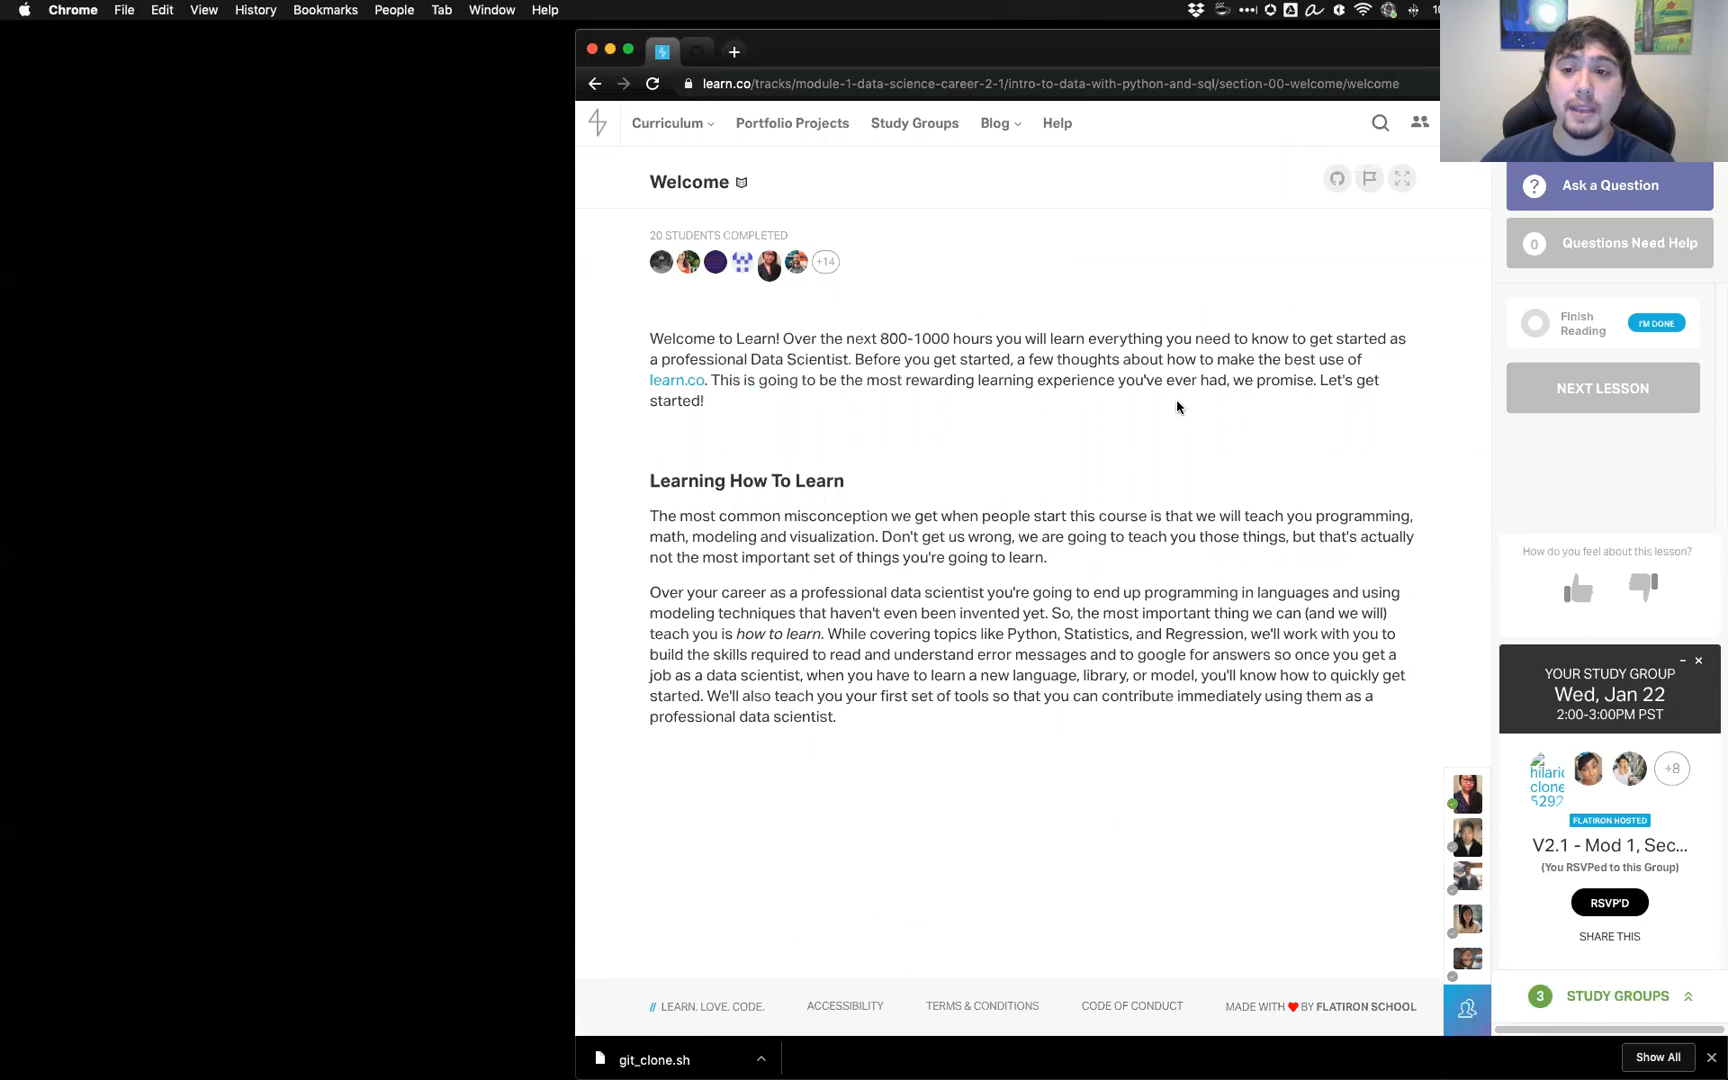 Chrome File Edit View History Bookmarks People Tab Window Help
learn.co/tracks/module-1-data-science-career-2-1/intro-to-data-with-python-and-sql/section-00-welcome/welcome
Curriculum Portfolio Projects Study Groups Blog Help
Welcome
20 STUDENTS COMPLETED
+14
Welcome to Learn! Over the next 800-1000 hours you will learn everything you need to know to get started as
a professional Data Scientist. Before you get started, a few thoughts about how to make the best use of
learn.co. This is going to be the most rewarding learning experience you've ever had, we promise. Let's get
started!
Learning How To Learn
The most common misconception we get when people start this course is that we will teach you programming,
math, modeling and visualization. Don't get us wrong, we are going to teach you those things, but that's actually
not the most important set of things you're going to learn.
Over your career as a professional data scientist you're going to end up programming in languages and using
modeling techniques that haven't even been invented yet. So, the most important thing we can (and we will)
teach you is how to learn. While covering topics like Python, Statistics, and Regression, we'll work with you to
build the skills required to read and understand error messages and to google for answers so once you get a
job as a data scientist, when you have to learn a new language, library, or model, you'll know how to quickly get
started. We'll also teach you your first set of tools so that you can contribute immediately using them as a
professional data scientist.
? Ask a Question
0 Questions Need Help
Finish
Reading
I'M DONE
NEXT LESSON
How do you feel about this lesson?
YOUR STUDY GROUP
Wed, Jan 22
2:00-3:00PM PST
hilaric
clone
5292
+8
FLATIRON HOSTED
V2.1 - Mod 1, Sec...
(You RSVPed to this Group)
RSVP'D
SHARE THIS
3 STUDY GROUPS
// LEARN. LOVE. CODE. ACCESSIBILITY TERMS & CONDITIONS CODE OF CONDUCT MADE WITH ❤ BY FLATIRON SCHOOL
git_clone.sh
Show All